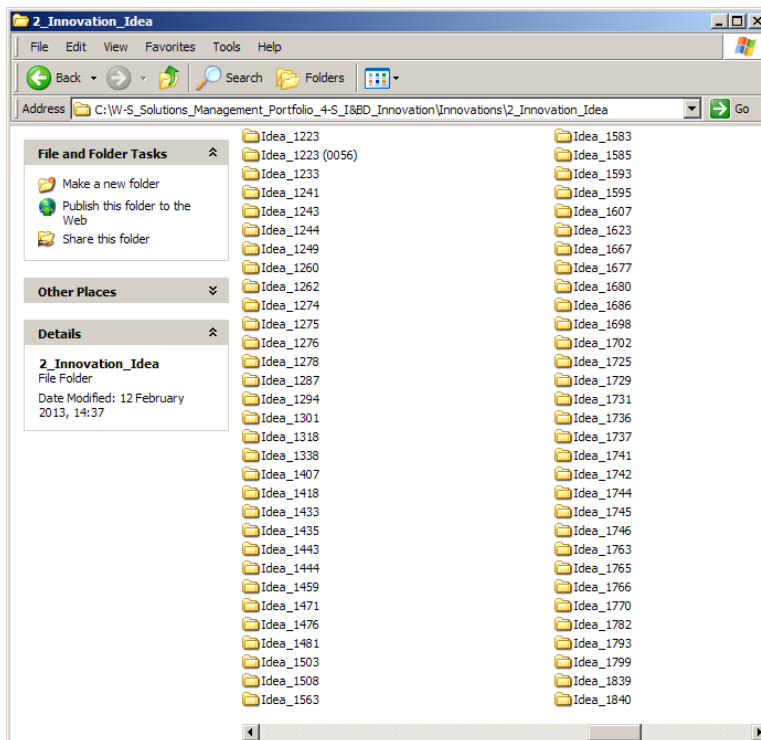 2_Innovation_Idea
File Edit View Favorites Tools Help
Back Search Folders
Address C:\W-S_Solutions_Management_Portfolio_4-S_I&BD_Innovation\Innovations\2_Innovation_Idea Go
File and Folder Tasks
Make a new folder
Publish this folder to the
Web
Share this folder
Other Places
Details
2_Innovation_Idea
File Folder
Date Modified: 12 February
2013, 14:37
Idea_1223
Idea_1223 (0056)
Idea_1233
Idea_1241
Idea_1243
Idea_1244
Idea_1249
Idea_1260
Idea_1262
Idea_1274
Idea_1275
Idea_1276
Idea_1278
Idea_1287
Idea_1294
Idea_1301
Idea_1318
Idea_1338
Idea_1407
Idea_1418
Idea_1433
Idea_1435
Idea_1443
Idea_1444
Idea_1459
Idea_1471
Idea_1476
Idea_1481
Idea_1503
Idea_1508
Idea_1563
Idea_1583
Idea_1585
Idea_1593
Idea_1595
Idea_1607
Idea_1623
Idea_1667
Idea_1677
Idea_1680
Idea_1686
Idea_1698
Idea_1702
Idea_1725
Idea_1729
Idea_1731
Idea_1736
Idea_1737
Idea_1741
Idea_1742
Idea_1744
Idea_1745
Idea_1746
Idea_1763
Idea_1765
Idea_1766
Idea_1770
Idea_1782
Idea_1793
Idea_1799
Idea_1839
Idea_1840